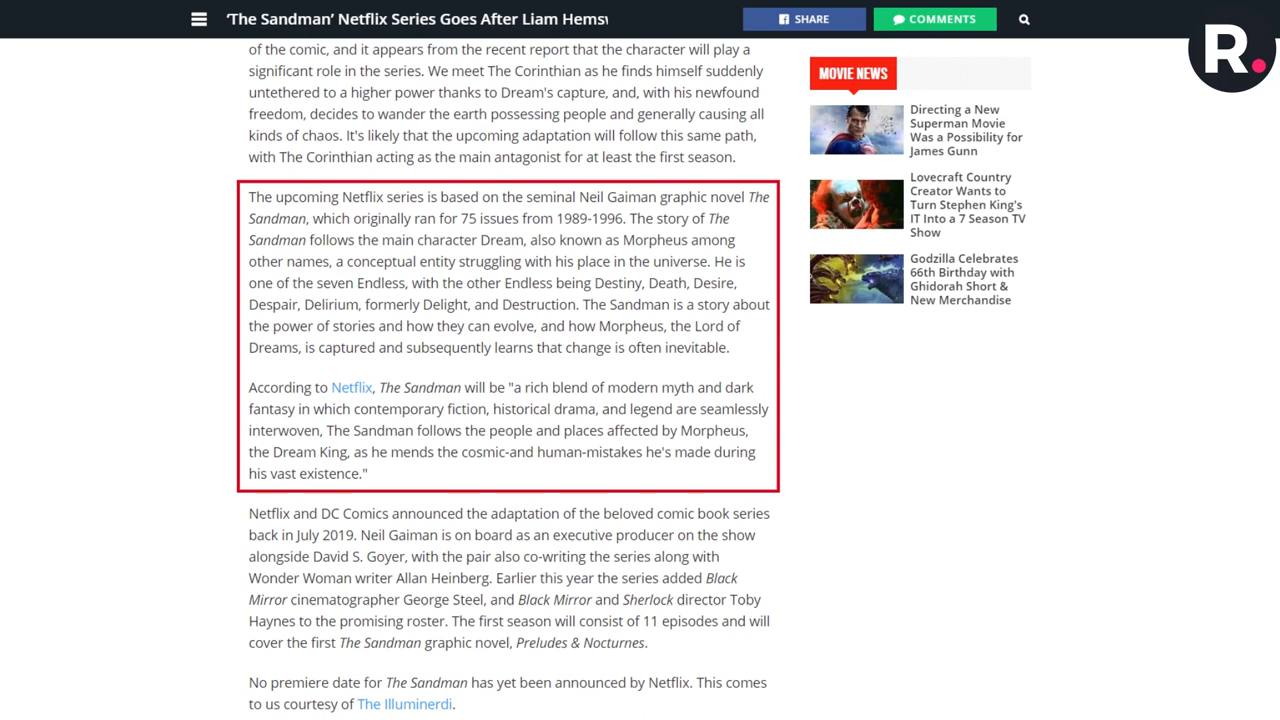 'The Sandman' Netflix Series Goes After Liam Hemsw
SHARE
COMMENTS
R.
of the comic, and it appears from the recent report that the character will play a
significant role in the series. We meet The Corinthian as he finds himself suddenly
untethered to a higher power thanks to Dream's capture, and, with his newfound
freedom, decides to wander the earth possessing people and generally causing all
kinds of chaos. It's likely that the upcoming adaptation will follow this same path,
with The Corinthian acting as the main antagonist for at least the first season.
The upcoming Netflix series is based on the seminal Neil Gaiman graphic novel The
Sandman, which originally ran for 75 issues from 1989-1996. The story of The
Sandman follows the main character Dream, also known as Morpheus among
other names, a conceptual entity struggling with his place in the universe. He is
one of the seven Endless, with the other Endless being Destiny, Death, Desire,
Despair, Delirium, formerly Delight, and Destruction. The Sandman is a story about
the power of stories and how they can evolve, and how Morpheus, the Lord of
Dreams, is captured and subsequently learns that change is often inevitable.
According to Netflix, The Sandman will be "a rich blend of modern myth and dark
fantasy in which contemporary fiction, historical drama, and legend are seamlessly
interwoven, The Sandman follows the people and places affected by Morpheus,
the Dream King, as he mends the cosmic-and human-mistakes he's made during
his vast existence."
Netflix and DC Comics announced the adaptation of the beloved comic book series
back in July 2019. Neil Gaiman is on board as an executive producer on the show
alongside David S. Goyer, with the pair also co-writing the series along with
Wonder Woman writer Allan Heinberg. Earlier this year the series added Black
Mirror cinematographer George Steel, and Black Mirror and Sherlock director Toby
Haynes to the promising roster. The first season will consist of 11 episodes and will
cover the first The Sandman graphic novel, Preludes & Nocturnes.
No premiere date for The Sandman has yet been announced by Netflix. This comes
to us courtesy of The Illuminerdi.
MOVIE NEWS
Directing a New
Superman Movie
Was a Possibility for
James Gunn
Lovecraft Country
Creator Wants to
Turn Stephen King's
IT Into a 7 Season TV
Show
Godzilla Celebrates
66th Birthday with
Ghidorah Short &
New Merchandise